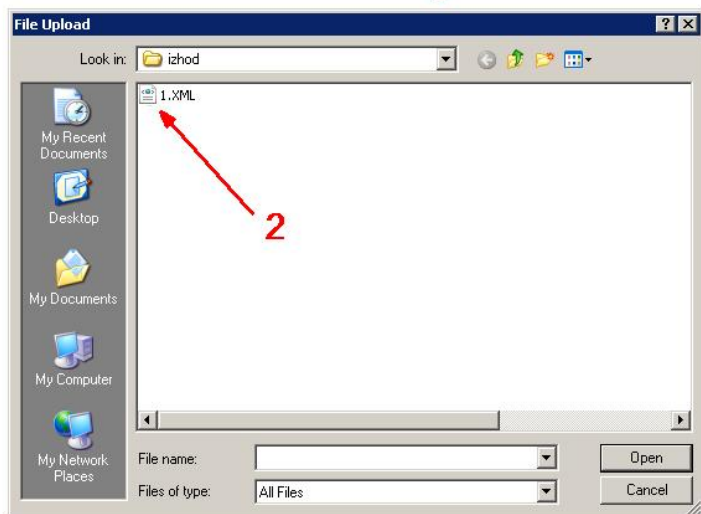 File Upload
Look in:
izhod
1.XML
2
My Recent
Documents
Desktop
My Documents
My Computer
My Network
Places
File name:
Open
Files of type:
All Files
Cancel